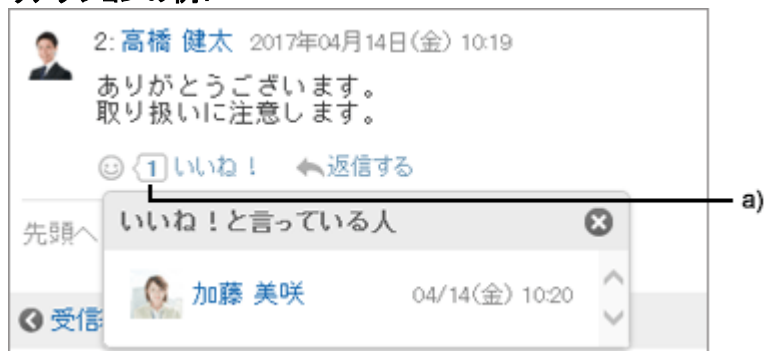 2: 高橋 健太 2017年04月14日(金) 10:19
ありがとうございます。
取り扱いに注意します。
1 いいね！ 返信する
a)
先頭へ
いいね！と言っている人
加藤 美咲 04/14(金) 10:20
受信